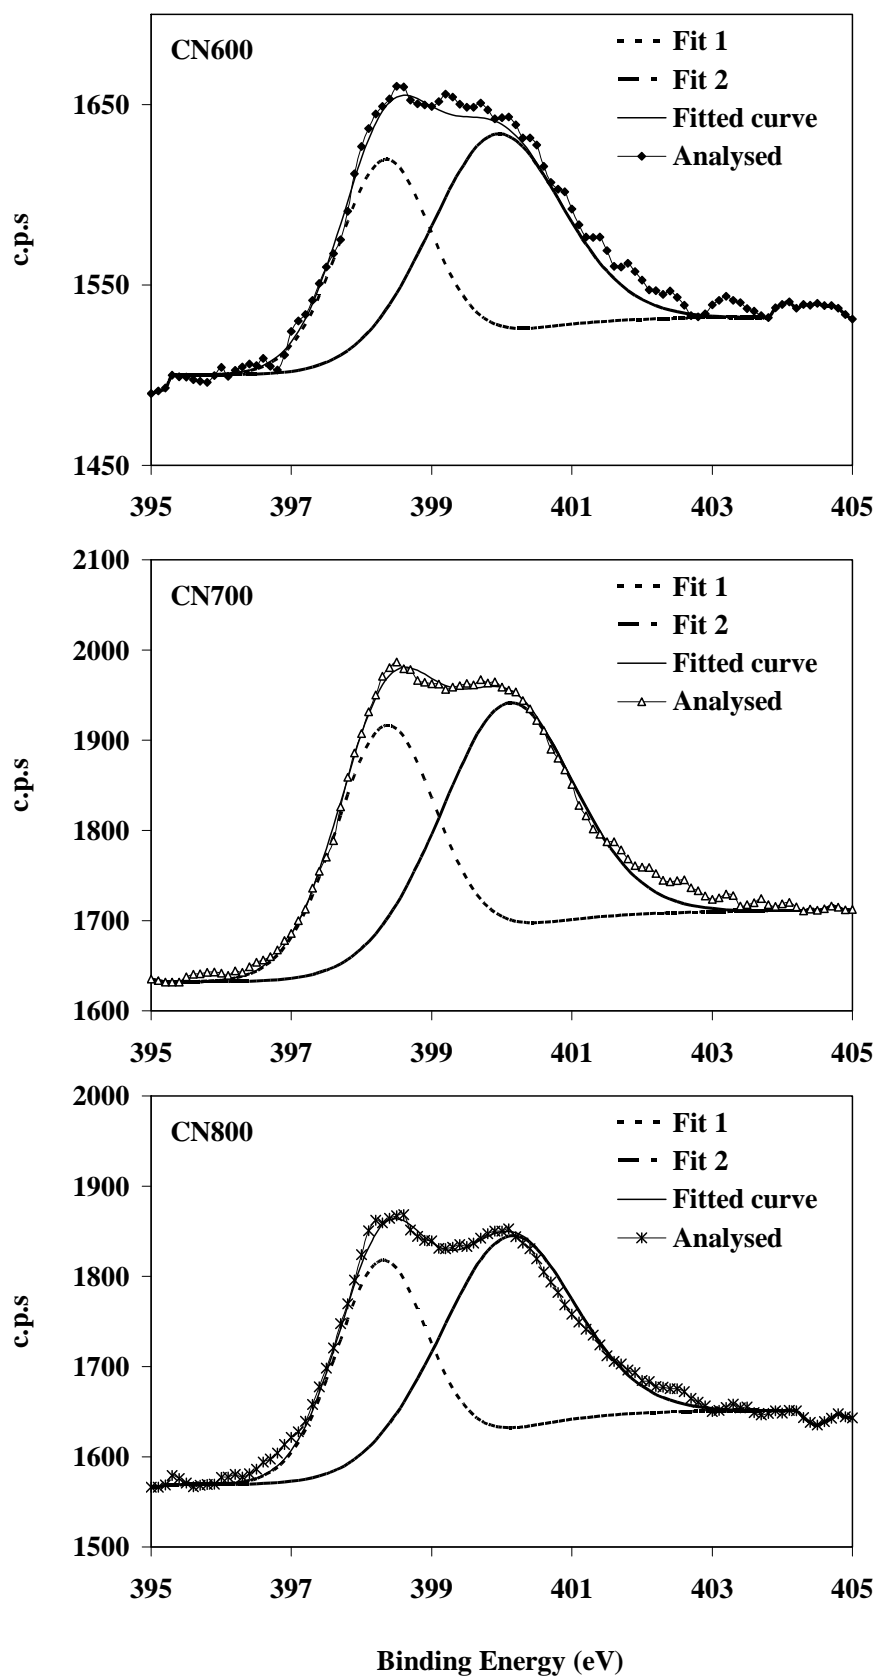 CN600
Fit 1
Fit 2
Fitted curve
Analysed
c.p.s
1650
1550
1450
395 397 399 401 403 405
CN700
Fit 1
Fit 2
Fitted curve
Analysed
c.p.s
2100
2000
1900
1800
1700
1600
395 397 399 401 403 405
CN800
Fit 1
Fit 2
Fitted curve
Analysed
c.p.s
2000
1900
1800
1700
1600
1500
395 397 399 401 403 405
Binding Energy (eV)